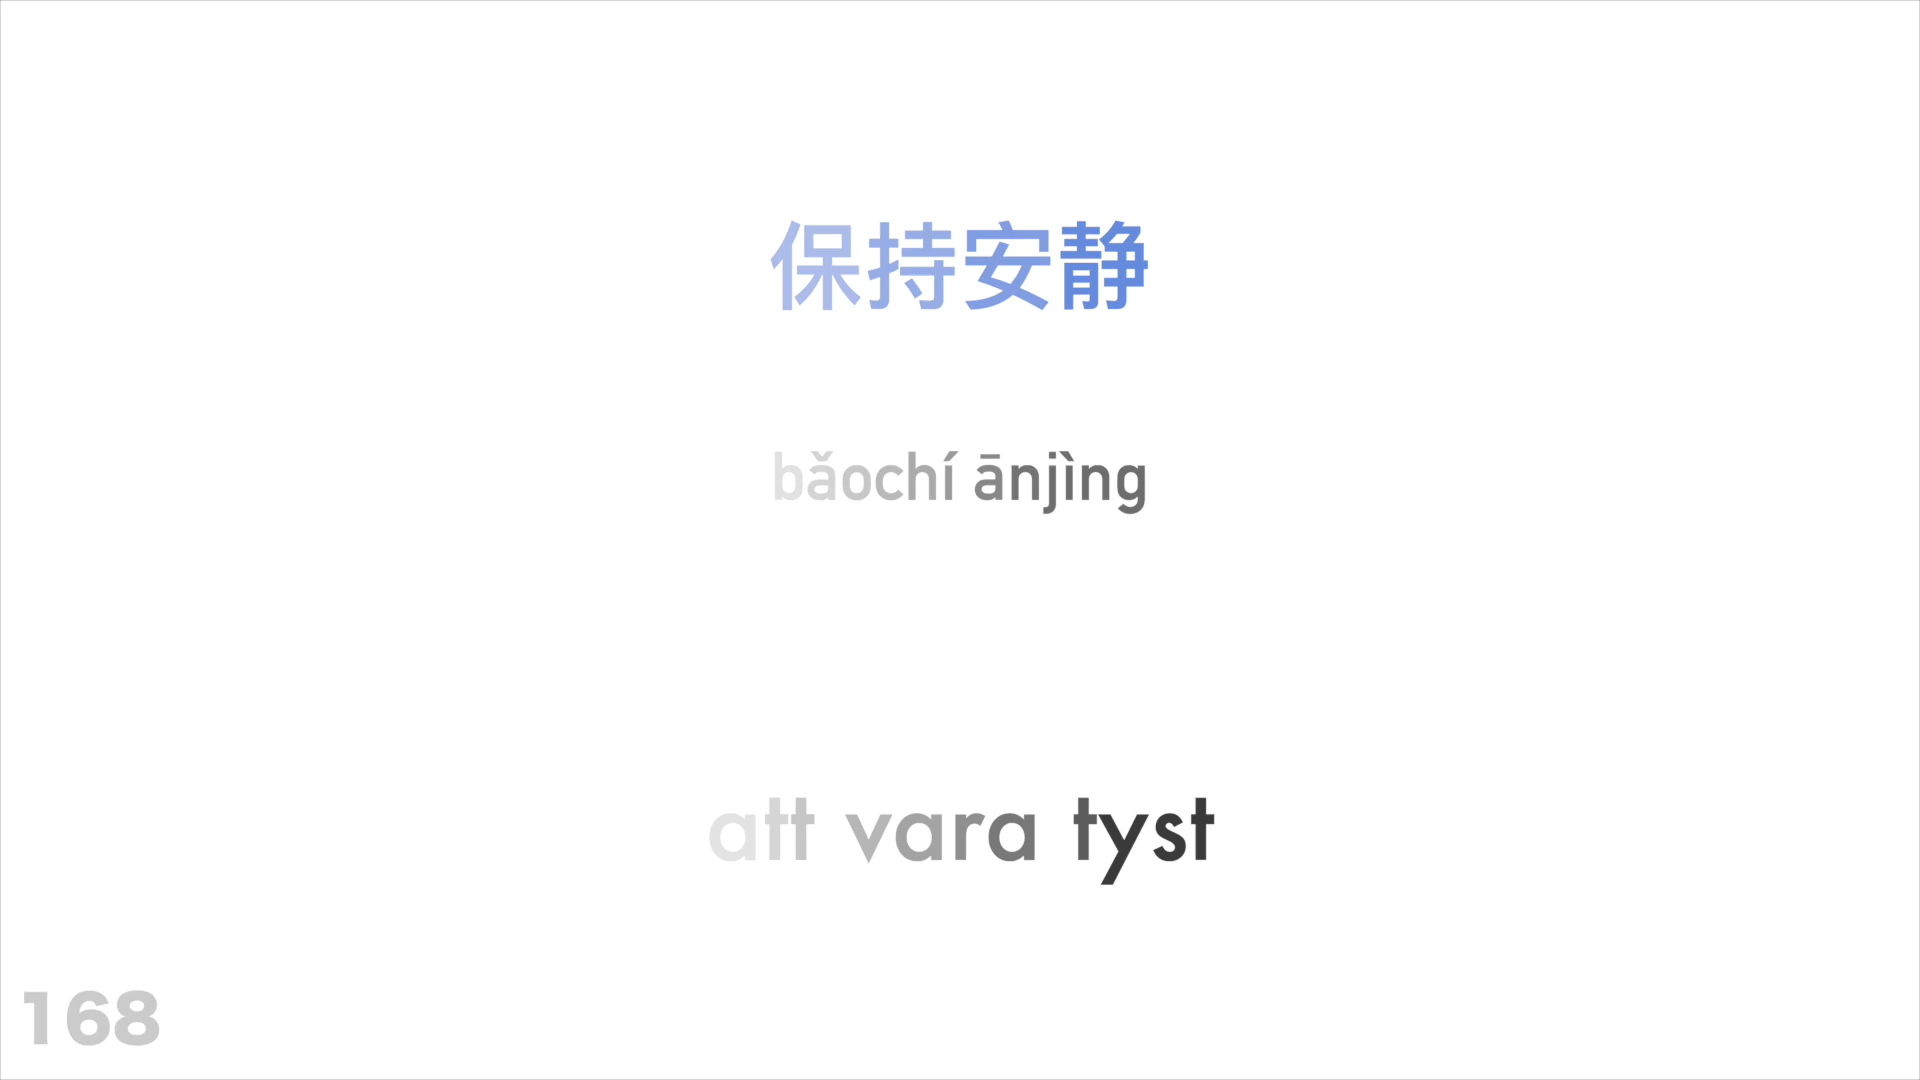 保持安静
bǎochí ānjìng
att vara tyst
168